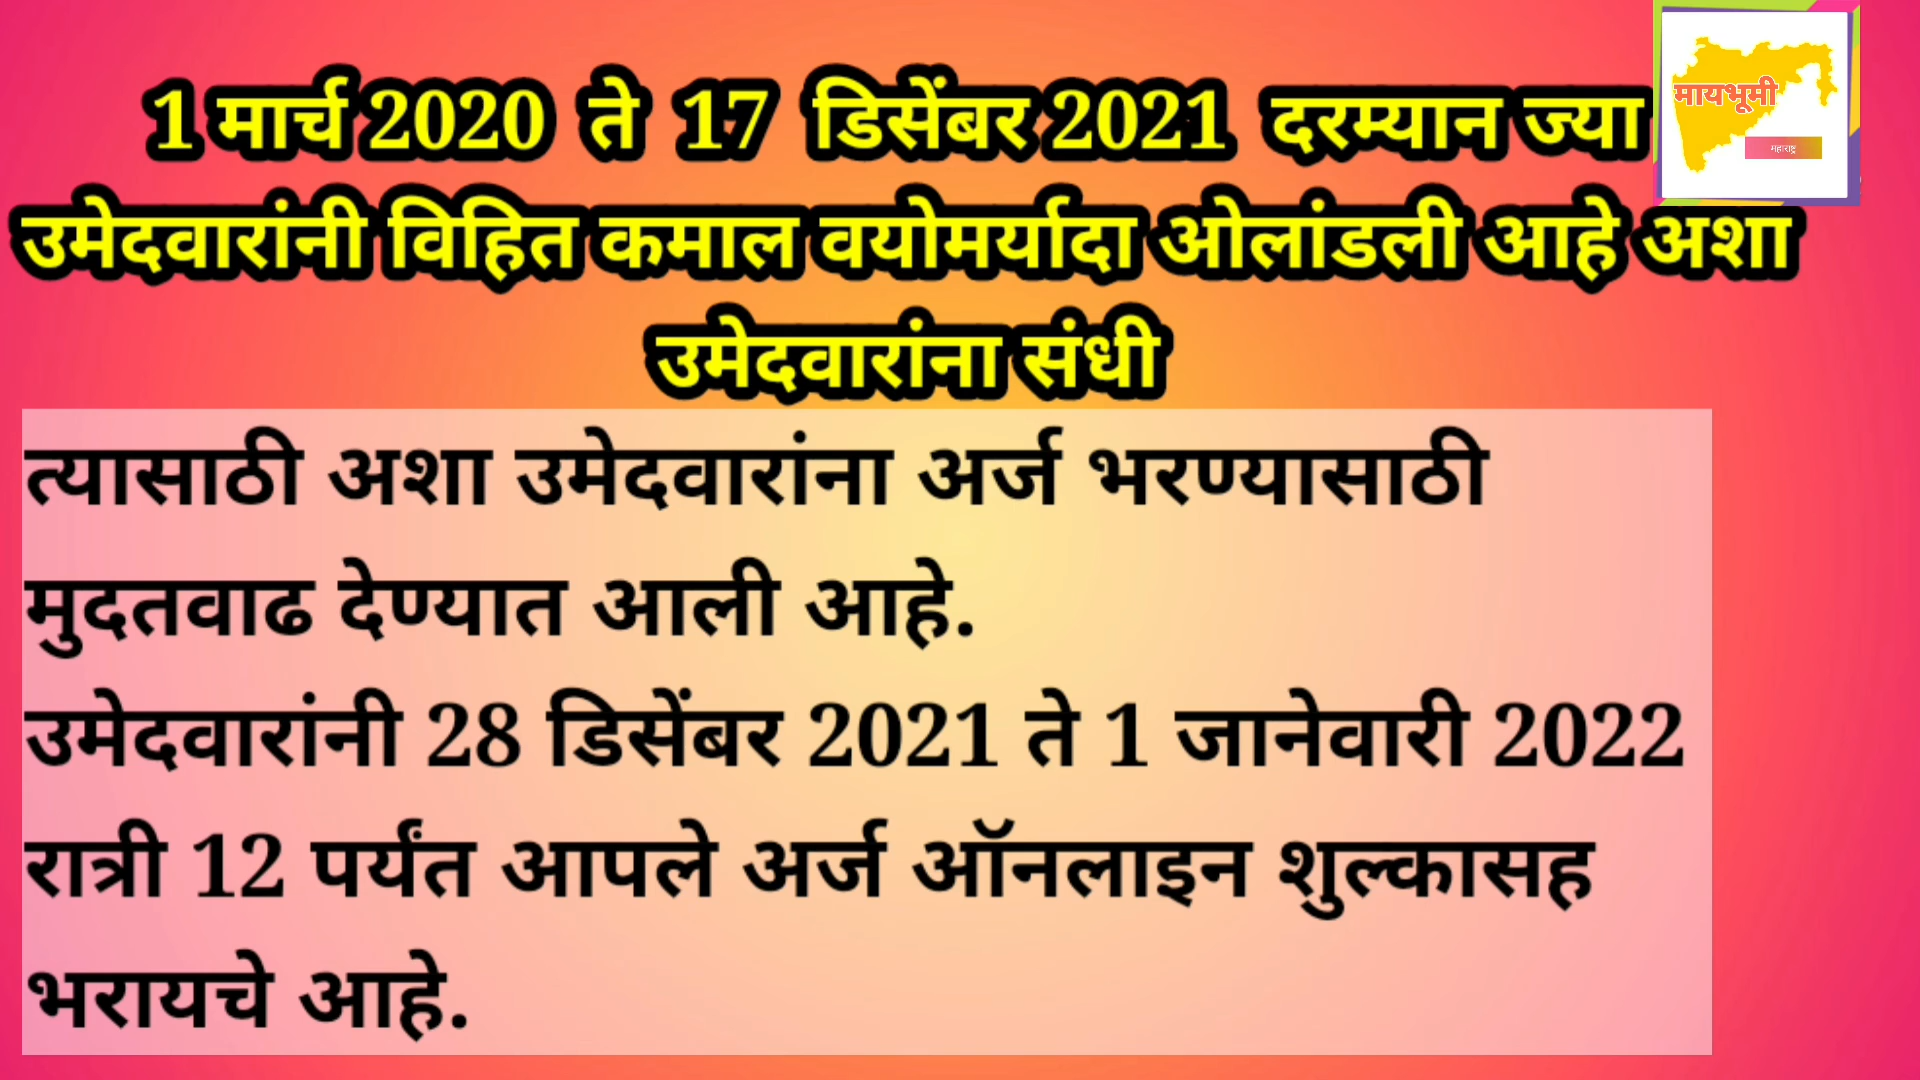 1 मार्च 2020 ते 17 डिसेंबर 2021 दरम्यान ज्या
उमेदवारांनी विहित कमाल वयोमर्यादा ओलांडली आहे अशा
उमेदवारांना संधी
त्यासाठी अशा उमेदवारांना अर्ज भरण्यासाठी
मुदतवाढ देण्यात आली आहे.
उमेदवारांनी 28 डिसेंबर 2021 ते 1 जानेवारी 2022
रात्री 12 पर्यंत आपले अर्ज ऑनलाइन शुल्कासह
भरायचे आहे.
मायभूमी
महाराष्ट्र